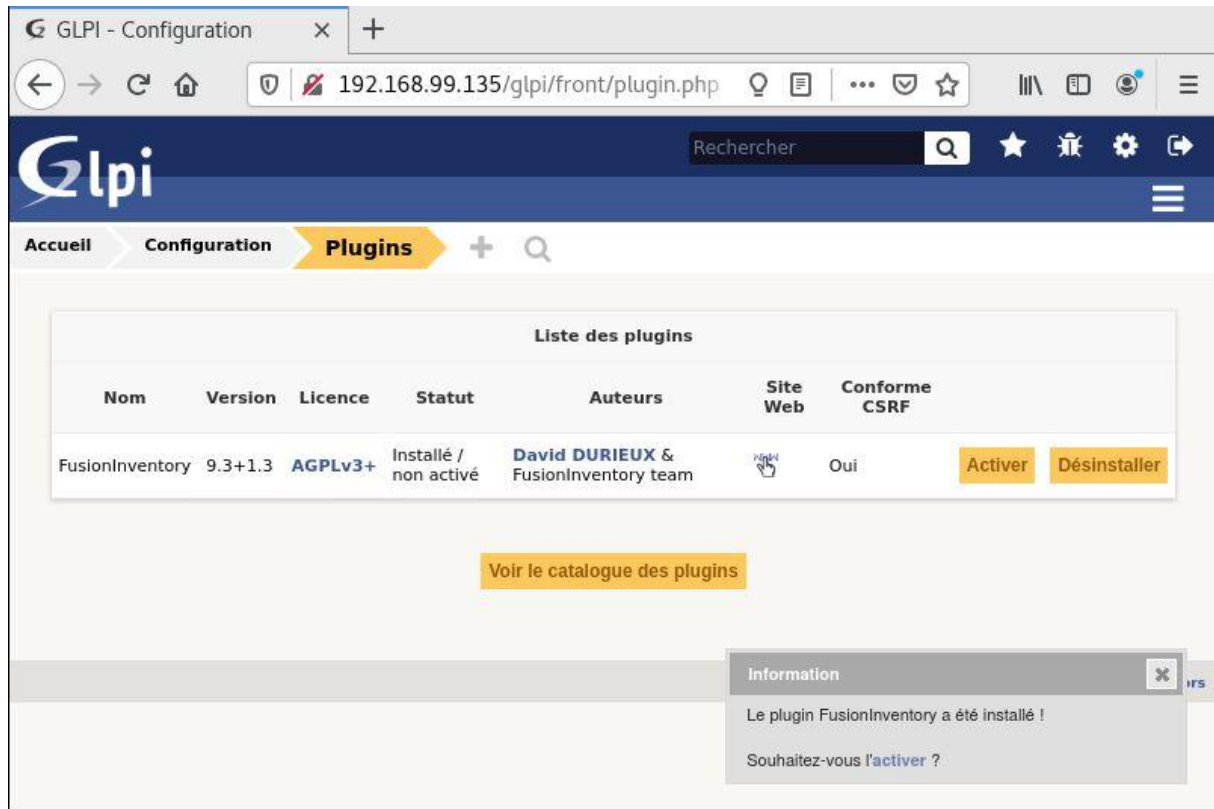 GLPI - Configuration
192.168.99.135/glpi/front/plugin.php
Glpi
Rechercher
Accueil Configuration Plugins
Liste des plugins
Nom Version Licence Statut Auteurs Site Web Conforme CSRF
FusionInventory 9.3+1.3 AGPLv3+ Installé / non activé David DURIEUX & FusionInventory team Oui Activer Désinstaller
Voir le catalogue des plugins
Information
Le plugin FusionInventory a été installé !
Souhaitez-vous l'activer ?